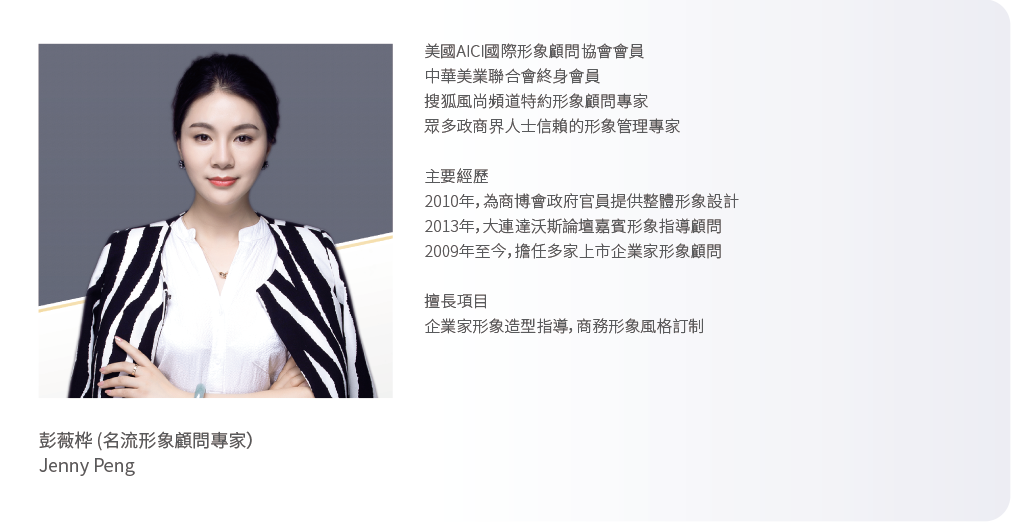 美國AICI國際形象顧問協會會員
中華美業聯合會終身會員
搜狐風尚頻道特約形象顧問專家
眾多政商界人士信賴的形象管理專家
主要經歷
2010年，為商博會政府官員提供整體形象設計
2013年，大連達沃斯論壇嘉賓形象指導顧問
2009年至今，擔任多家上市企業家形象顧問
擅長項目
企業家形象造型指導，商務形象風格訂制
彭薇桦 (名流形象顧問專家）
Jenny Peng